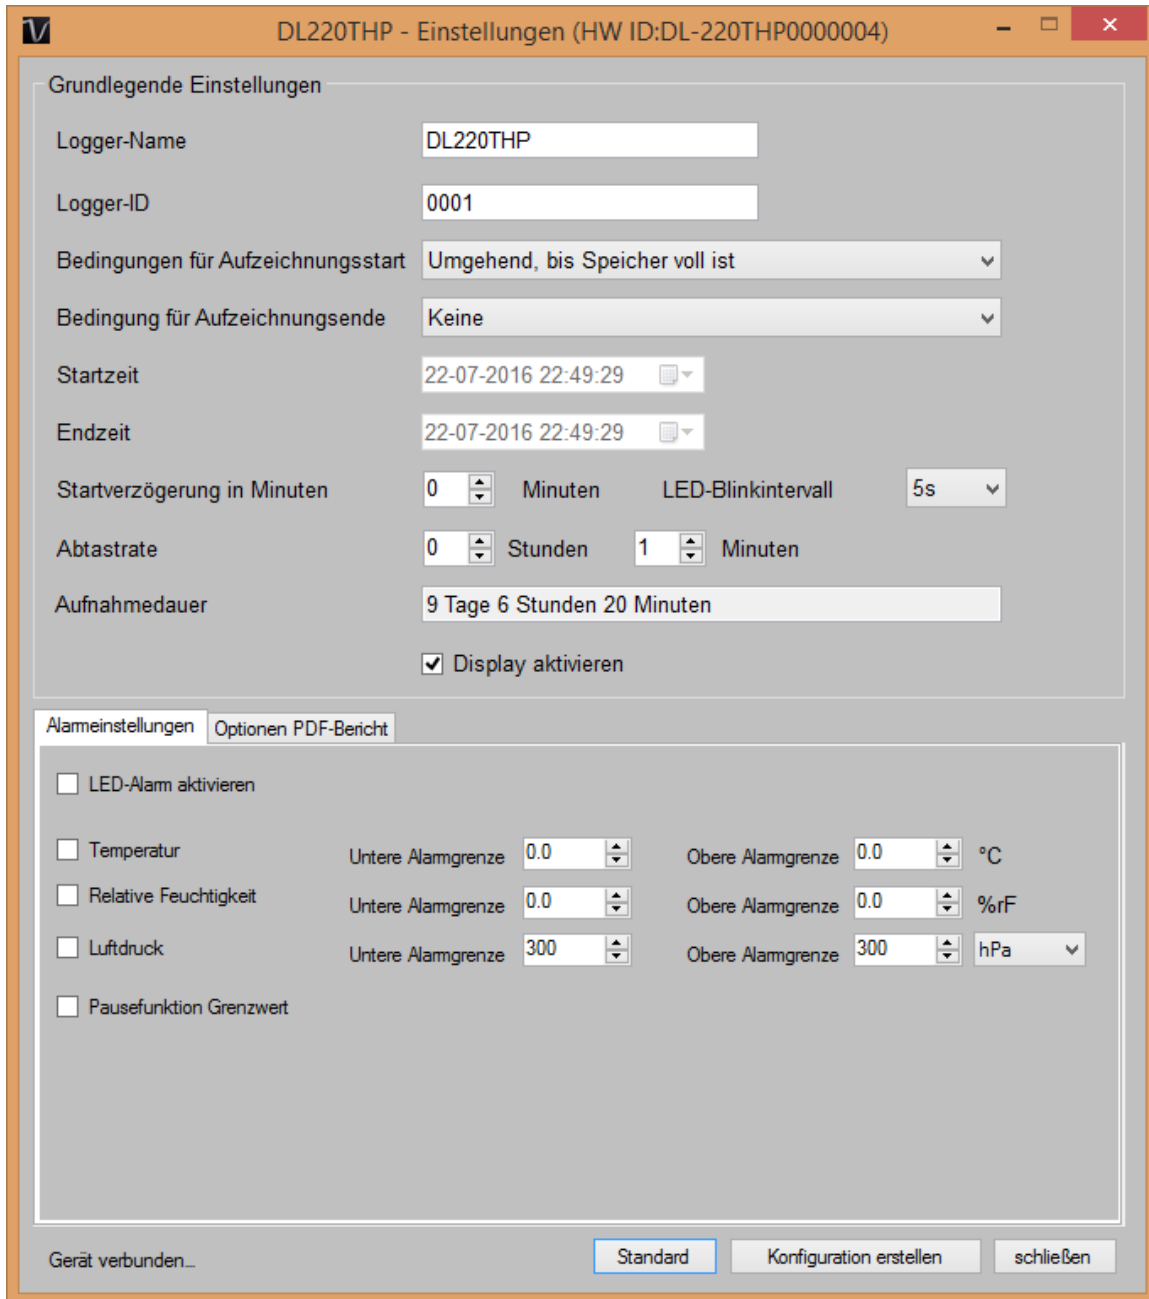 DL220THP - Einstellungen (HW ID:DL-220THP0000004)
Grundlegende Einstellungen
Logger-Name DL220THP
Logger-ID 0001
Bedingungen für Aufzeichnungsstart Umgehend, bis Speicher voll ist
Bedingung für Aufzeichnungsende Keine
Startzeit 22-07-2016 22:49:29
Endzeit 22-07-2016 22:49:29
Startverzögerung in Minuten 0 Minuten LED-Blinkintervall 5s
Abtastrate 0 Stunden 1 Minuten
Aufnahmedauer 9 Tage 6 Stunden 20 Minuten
Display aktivieren
Alarmeinstellungen Optionen PDF-Bericht
LED-Alarm aktivieren
Temperatur Untere Alarmgrenze 0.0 Obere Alarmgrenze 0.0 °C
Relative Feuchtigkeit Untere Alarmgrenze 0.0 Obere Alarmgrenze 0.0 %rF
Luftdruck Untere Alarmgrenze 300 Obere Alarmgrenze 300 hPa
Pausefunktion Grenzwert
Gerät verbunden... Standard Konfiguration erstellen schließen